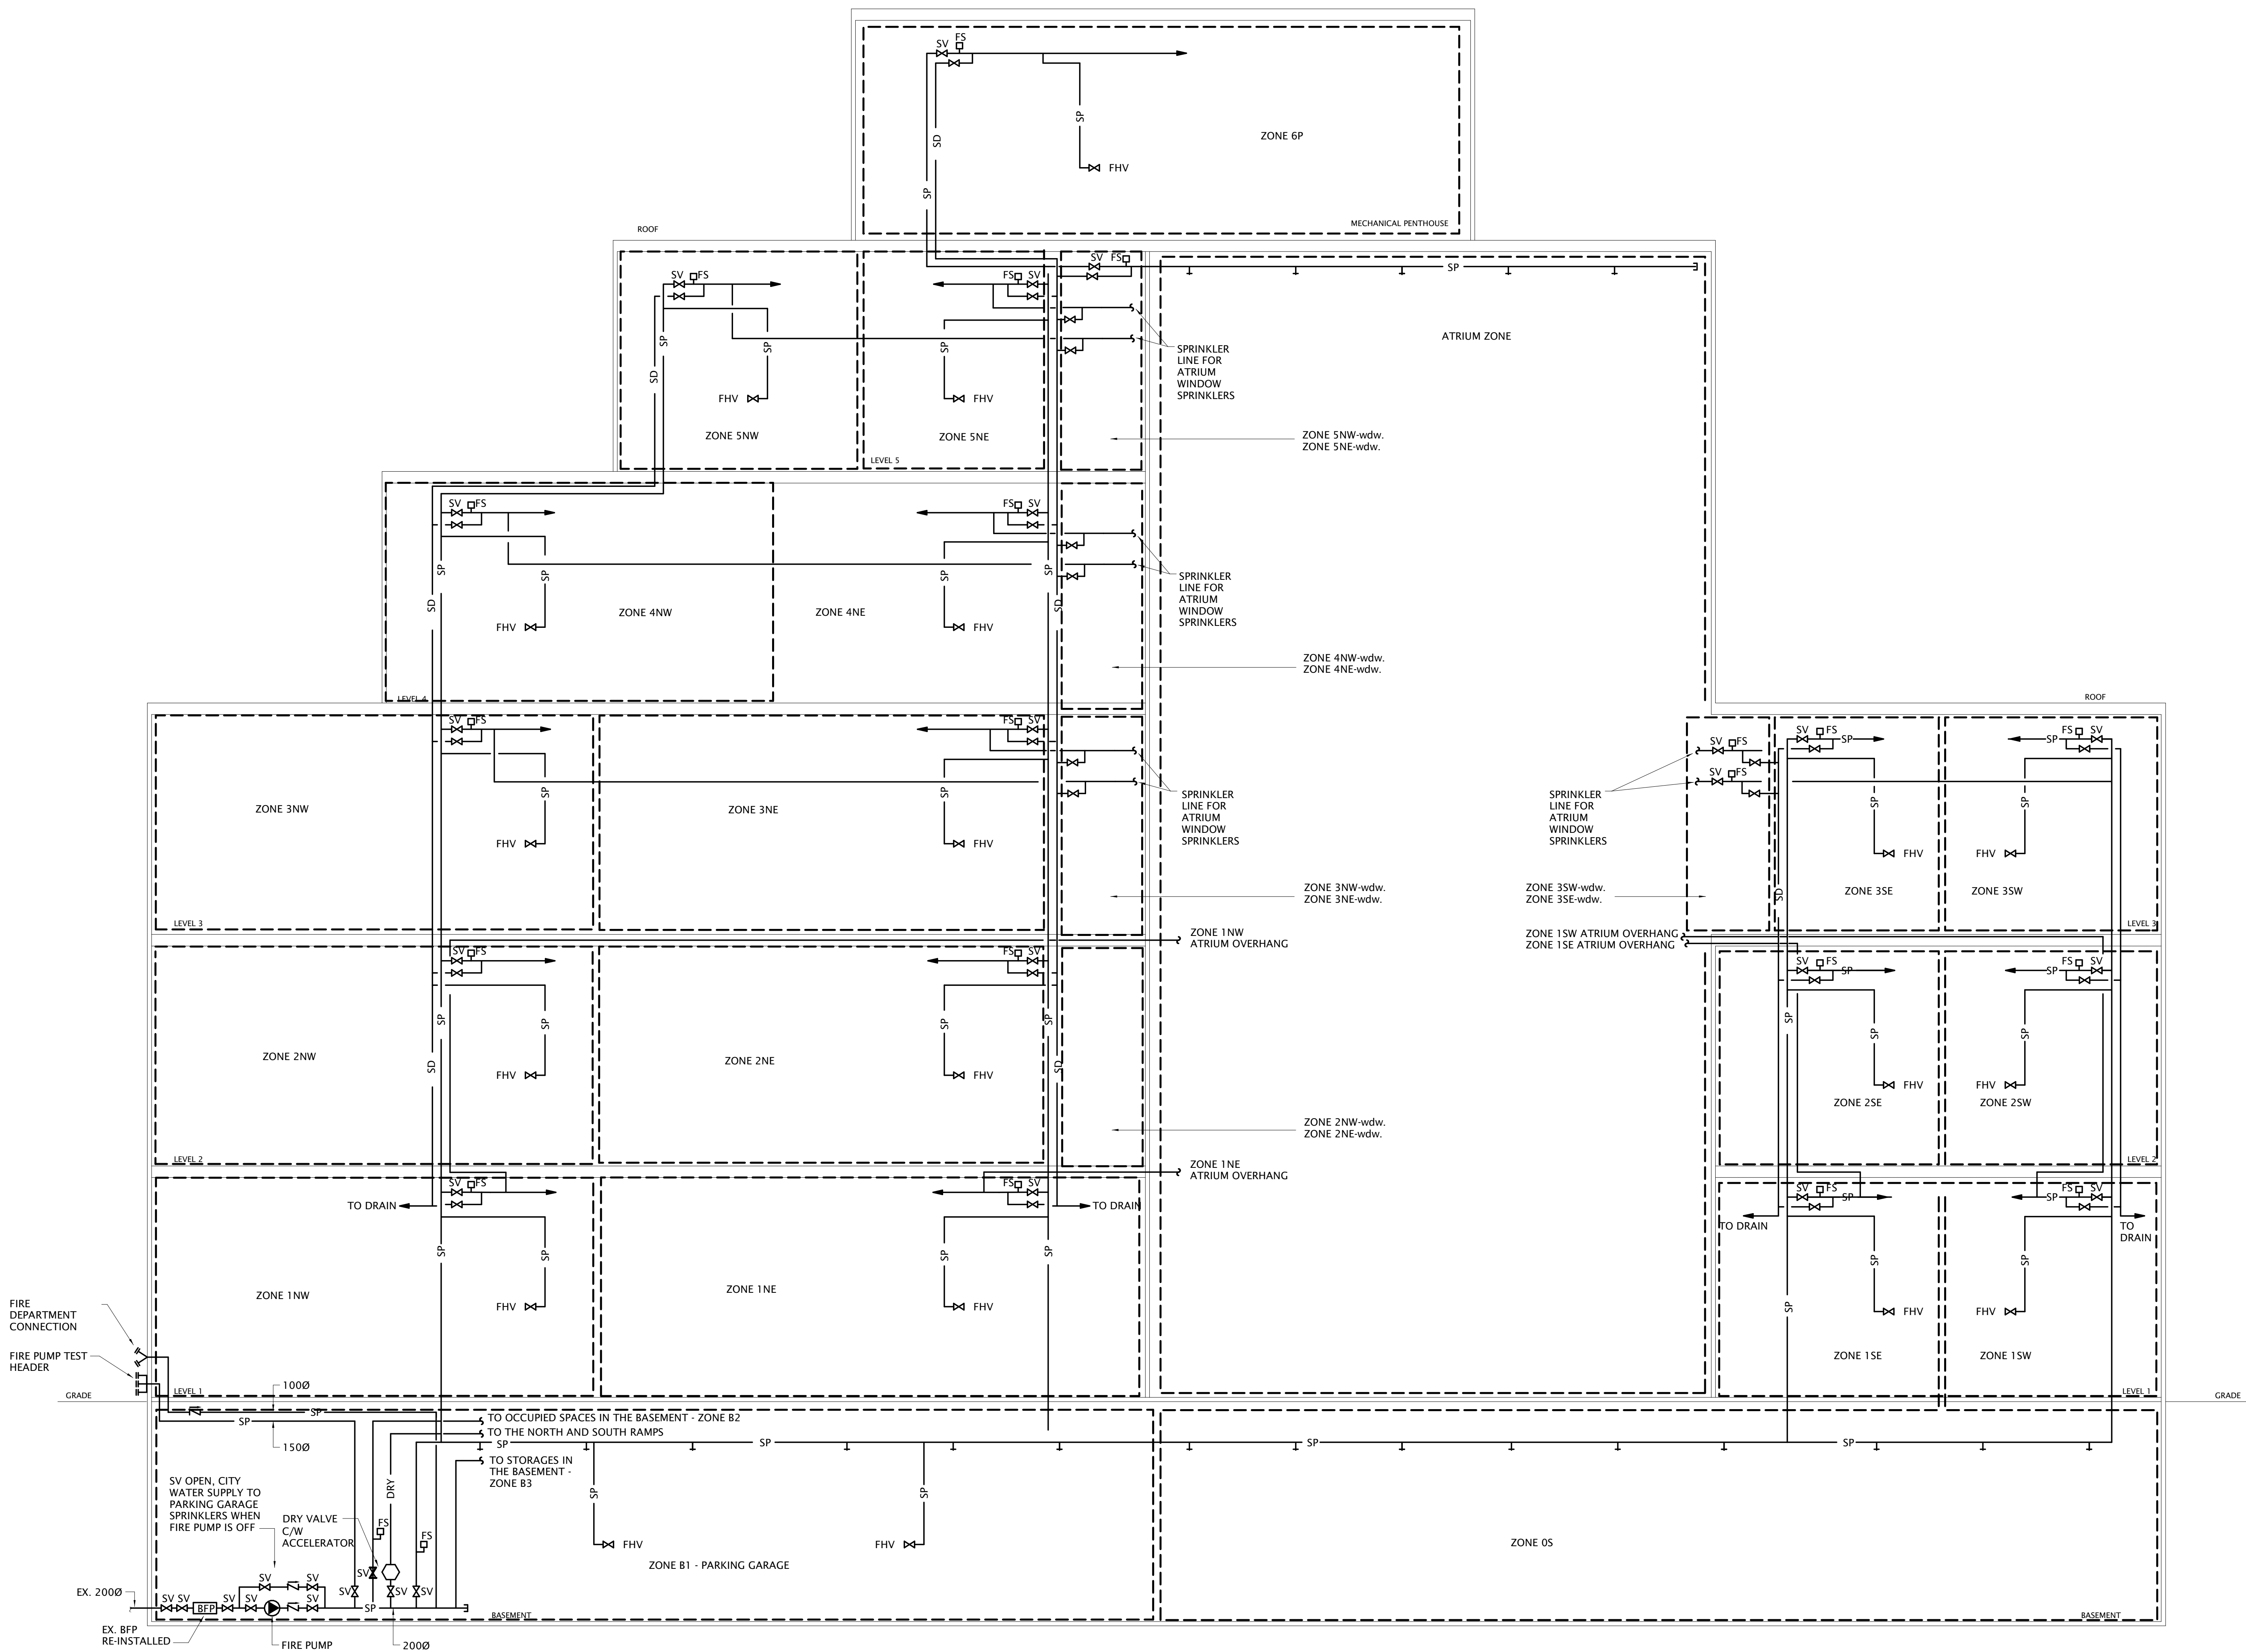 SV
FS
SD
SP
SP
FHV
ZONE 6P
MECHANICAL PENTHOUSE
ROOF
SV
FS
SV
FS
FS
SV
SP
SP
SP
SP
SD
FHV
FHV
ZONE 5NW
ZONE 5NE
LEVEL 5
ATRIUM ZONE
SPRINKLER
LINE FOR
ATRIUM
WINDOW
SPRINKLERS
ZONE 5NW-wdw.
ZONE 5NE-wdw.
SV
FS
FS
SV
SP
SP
SP
SP
SD
SD
FHV
FHV
ZONE 4NW
ZONE 4NE
LEVEL 4
SPRINKLER
LINE FOR
ATRIUM
WINDOW
SPRINKLERS
ZONE 4NW-wdw.
ZONE 4NE-wdw.
ROOF
SV
FS
FS
SV
SP
SP
FHV
FHV
ZONE 3NW
ZONE 3NE
LEVEL 3
SPRINKLER
LINE FOR
ATRIUM
WINDOW
SPRINKLERS
ZONE 3NW-wdw.
ZONE 3NE-wdw.
SPRINKLER
LINE FOR
ATRIUM
WINDOW
SPRINKLERS
ZONE 3SW-wdw.
ZONE 3SE-wdw.
SV
FS
SV
FS
SV
FS
SP
SP
FS
SV
SP
SP
SD
FHV
FHV
ZONE 3SE
ZONE 3SW
LEVEL 3
ZONE 1NW
ATRIUM OVERHANG
ZONE 1SW ATRIUM OVERHANG
ZONE 1SE ATRIUM OVERHANG
SV
FS
FS
SV
SP
SP
SP
SP
SD
SD
FHV
FHV
ZONE 2NW
ZONE 2NE
LEVEL 2
ZONE 2NW-wdw.
ZONE 2NE-wdw.
SV
FS
SP
SP
FS
SV
SP
SP
SP
FHV
FHV
ZONE 2SE
ZONE 2SW
LEVEL 2
ZONE 1NE
ATRIUM OVERHANG
SV
FS
FS
SV
TO DRAIN
TO DRAIN
SP
SP
SP
SP
FHV
FHV
ZONE 1NW
ZONE 1NE
LEVEL 1
SV
FS
SP
SP
FS
SV
TO DRAIN
TO
DRAIN
SP
SP
SP
FHV
FHV
ZONE 1SE
ZONE 1SW
LEVEL 1
FIRE
DEPARTMENT
CONNECTION
FIRE PUMP TEST
HEADER
GRADE
GRADE
100Ø
SP
SP
150Ø
TO OCCUPIED SPACES IN THE BASEMENT - ZONE B2
TO THE NORTH AND SOUTH RAMPS
SP
SP
SP
SP
TO STORAGES IN
THE BASEMENT -
ZONE B3
SV OPEN, CITY
WATER SUPPLY TO
PARKING GARAGE
SPRINKLERS WHEN
FIRE PUMP IS OFF
DRY VALVE
C/W
ACCELERATOR
DRY
FS
FS
SP
SP
FHV
FHV
ZONE B1 - PARKING GARAGE
ZONE 0S
EX. 200Ø
SV
SV
BFP
SV
SV
SV
SV
SV
SV
SV
SV
SV
SP
BASEMENT
BASEMENT
EX. BFP
RE-INSTALLED
FIRE PUMP
200Ø